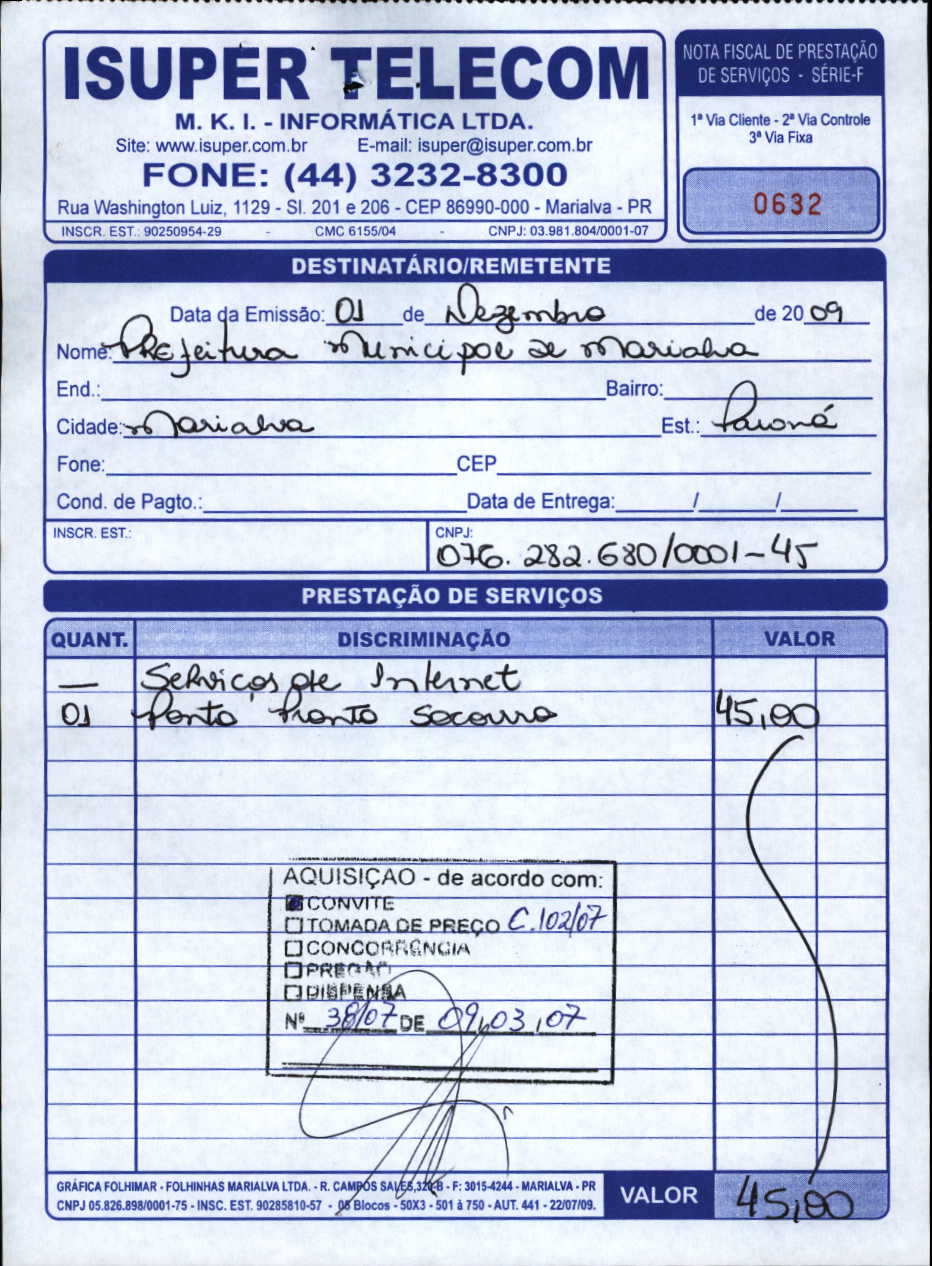 ISUPER TELECOM
M. K. I. - INFORMÁTICA LTDA.
Site: www.isuper.com.br E-mail: isuper@isuper.com.br
FONE: (44) 3232-8300
Rua Washington Luiz, 1129 - Sl. 201 e 206 - CEP 86990-000 - Marialva - PR
INSCR. EST.: 90250954-29 - CMC 6155/04 - CNPJ: 03.981.804/0001-07
NOTA FISCAL DE PRESTAÇÃO
DE SERVIÇOS - SÉRIE-F
1ª Via Cliente - 2ª Via Controle
3ª Via Fixa
0632
DESTINATÁRIO/REMETENTE
Data da Emissão: 01 de Dezembro de 2009
Nome: Prefeitura Municipal de Marialva
End.: Bairro:
Cidade: Marialva Est.: Paraná
Fone: CEP
Cond. de Pagto.: Data de Entrega: / /
INSCR. EST.: CNPJ:
076.282.680/0001-45
PRESTAÇÃO DE SERVIÇOS
QUANT. DISCRIMINAÇÃO VALOR
— Serviços de Internet
01 Ponto Pronto Socorro 45,00
AQUISIÇÃO - de acordo com:
CONVITE
TOMADA DE PREÇO C.102/07
CONCORRÊNCIA
PREGÃO
DISPENSA
Nº 38/07 DE 09,03,07
GRÁFICA FOLHIMAR - FOLHINHAS MARIALVA LTDA. - R. CAMPOS SALES,320-B - F: 3015-4244 - MARIALVA - PR
CNPJ 05.826.898/0001-75 - INSC. EST. 90285810-57 - 05 Blocos - 50X3 - 501 à 750 - AUT. 441 - 22/07/09.
VALOR 45,00